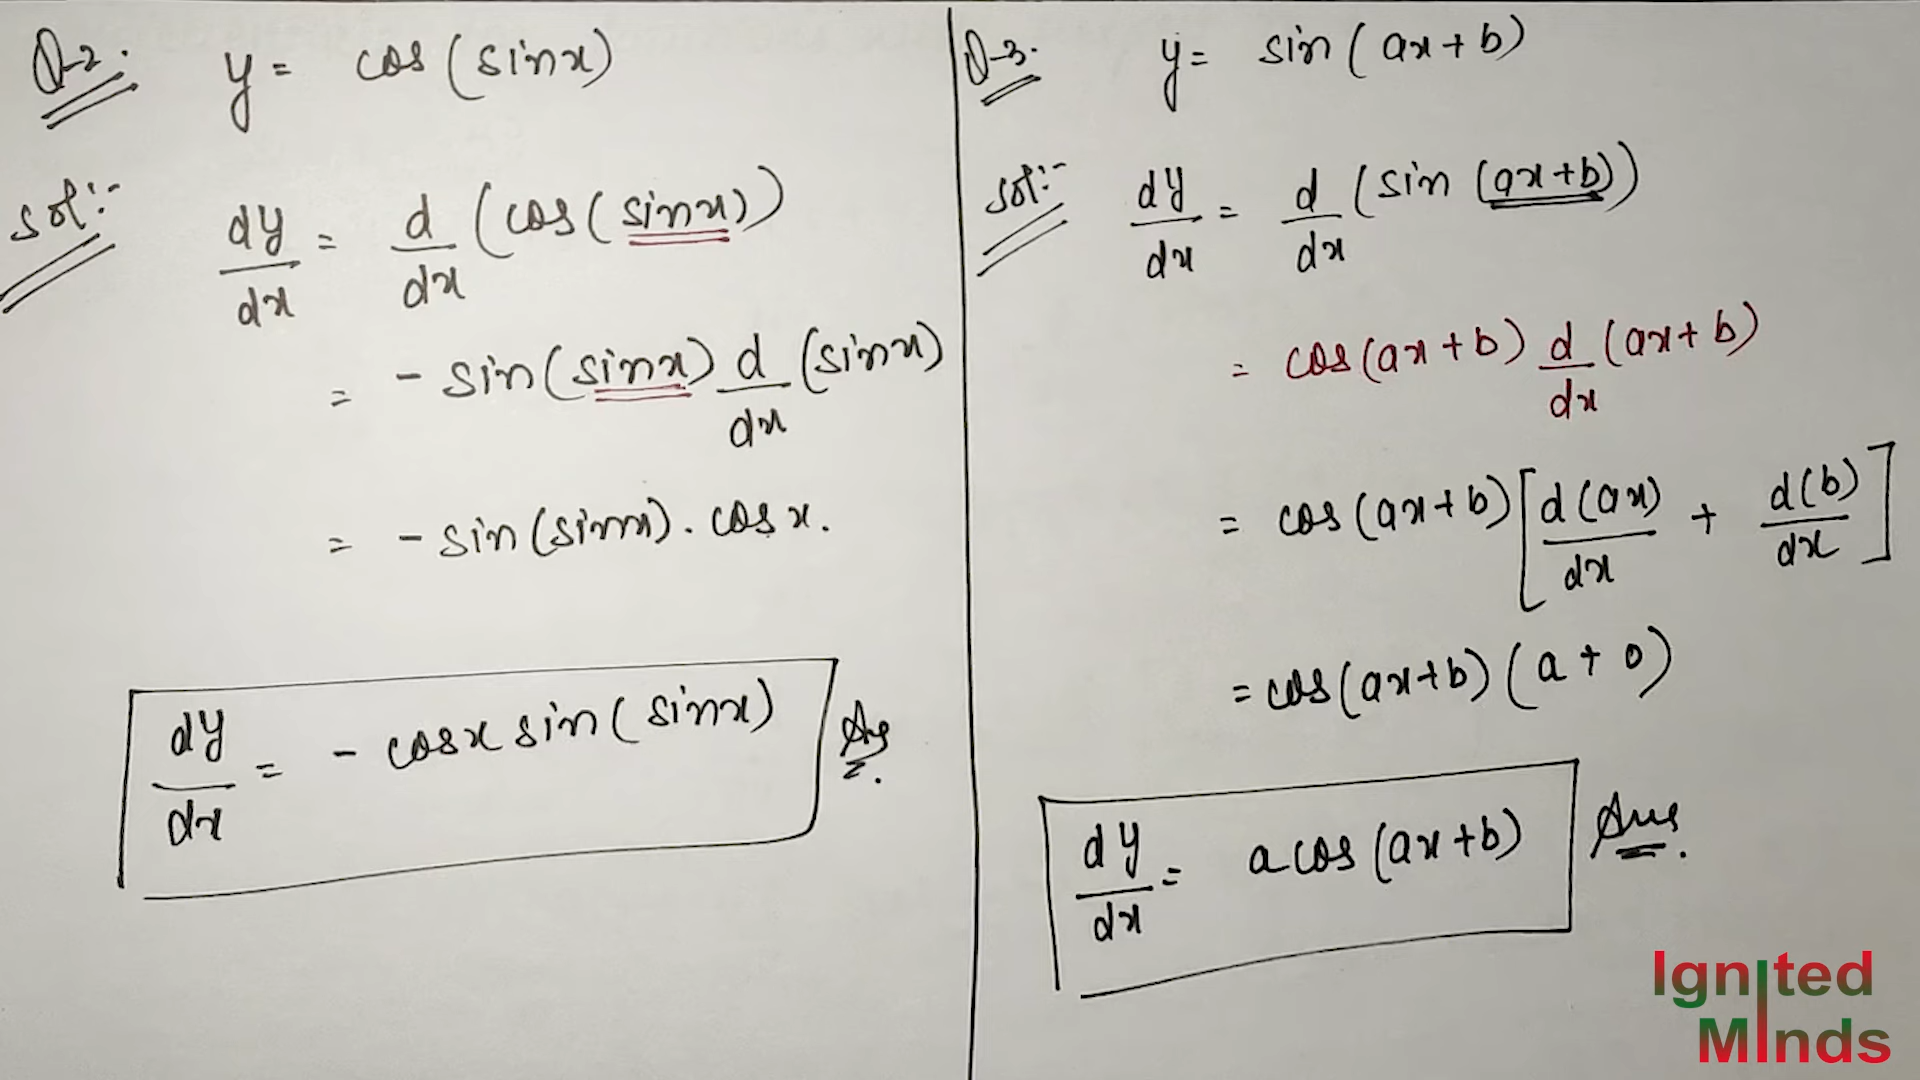 Q-2. y = cos(sinx)
Sol:- dy/dx = d/dx (cos(sinx))
= - sin(sinx) d/dx (sinx)
= - sin(sinx). cosx.
dy/dx = - cosx sin(sinx) Ans.
Q-3. y = sin(ax+b)
Sol:- dy/dx = d/dx (sin(ax+b))
= cos(ax+b) d/dx (ax+b)
= cos(ax+b) [d(ax)/dx + d(b)/dx]
= cos(ax+b) (a+0)
dy/dx = a cos(ax+b) Ans.
Ignited
Minds